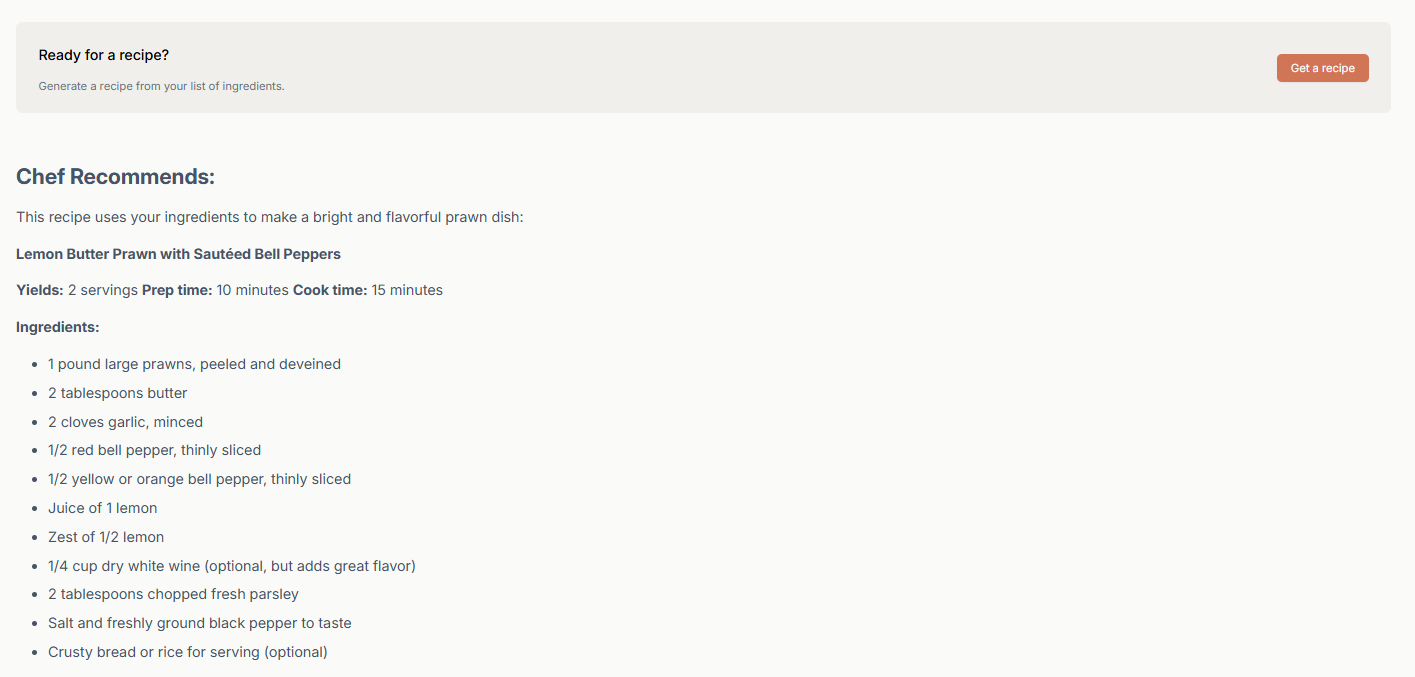 Ready for a recipe?
Generate a recipe from your list of ingredients.
Get a recipe
Chef Recommends:
This recipe uses your ingredients to make a bright and flavorful prawn dish:
Lemon Butter Prawn with Sautéed Bell Peppers
Yields: 2 servings Prep time: 10 minutes Cook time: 15 minutes
Ingredients:
• 1 pound large prawns, peeled and deveined
• 2 tablespoons butter
• 2 cloves garlic, minced
• 1/2 red bell pepper, thinly sliced
• 1/2 yellow or orange bell pepper, thinly sliced
• Juice of 1 lemon
• Zest of 1/2 lemon
• 1/4 cup dry white wine (optional, but adds great flavor)
• 2 tablespoons chopped fresh parsley
• Salt and freshly ground black pepper to taste
• Crusty bread or rice for serving (optional)